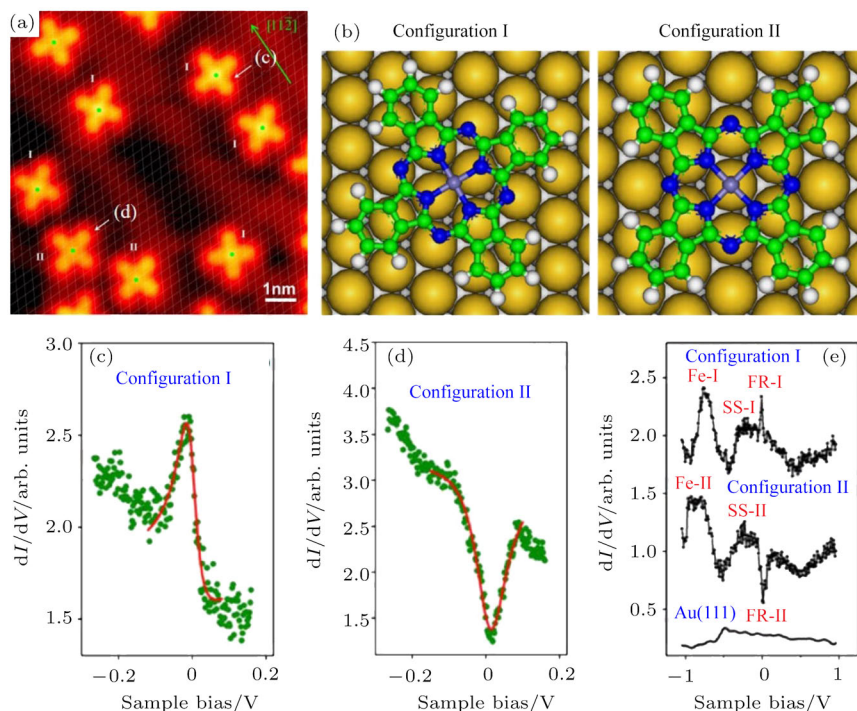 (a)
[11̅2̅]
I
(c)
I
I
I
(d)
II
II
I
1nm
(b)
Configuration I
Configuration II
(c)
Configuration I
3.0
2.5
2.0
1.5
dI/dV/arb. units
−0.2
0
0.2
Sample bias/V
(d)
Configuration II
4.5
4.0
3.5
3.0
2.5
2.0
1.5
dI/dV/arb. units
−0.2
0
0.2
Sample bias/V
(e)
Configuration I
Fe-I
FR-I
SS-I
Fe-II
Configuration II
SS-II
Au(111)
FR-II
2.5
2.0
1.5
1.0
0.5
dI/dV/arb. units
−1
0
1
Sample bias/V